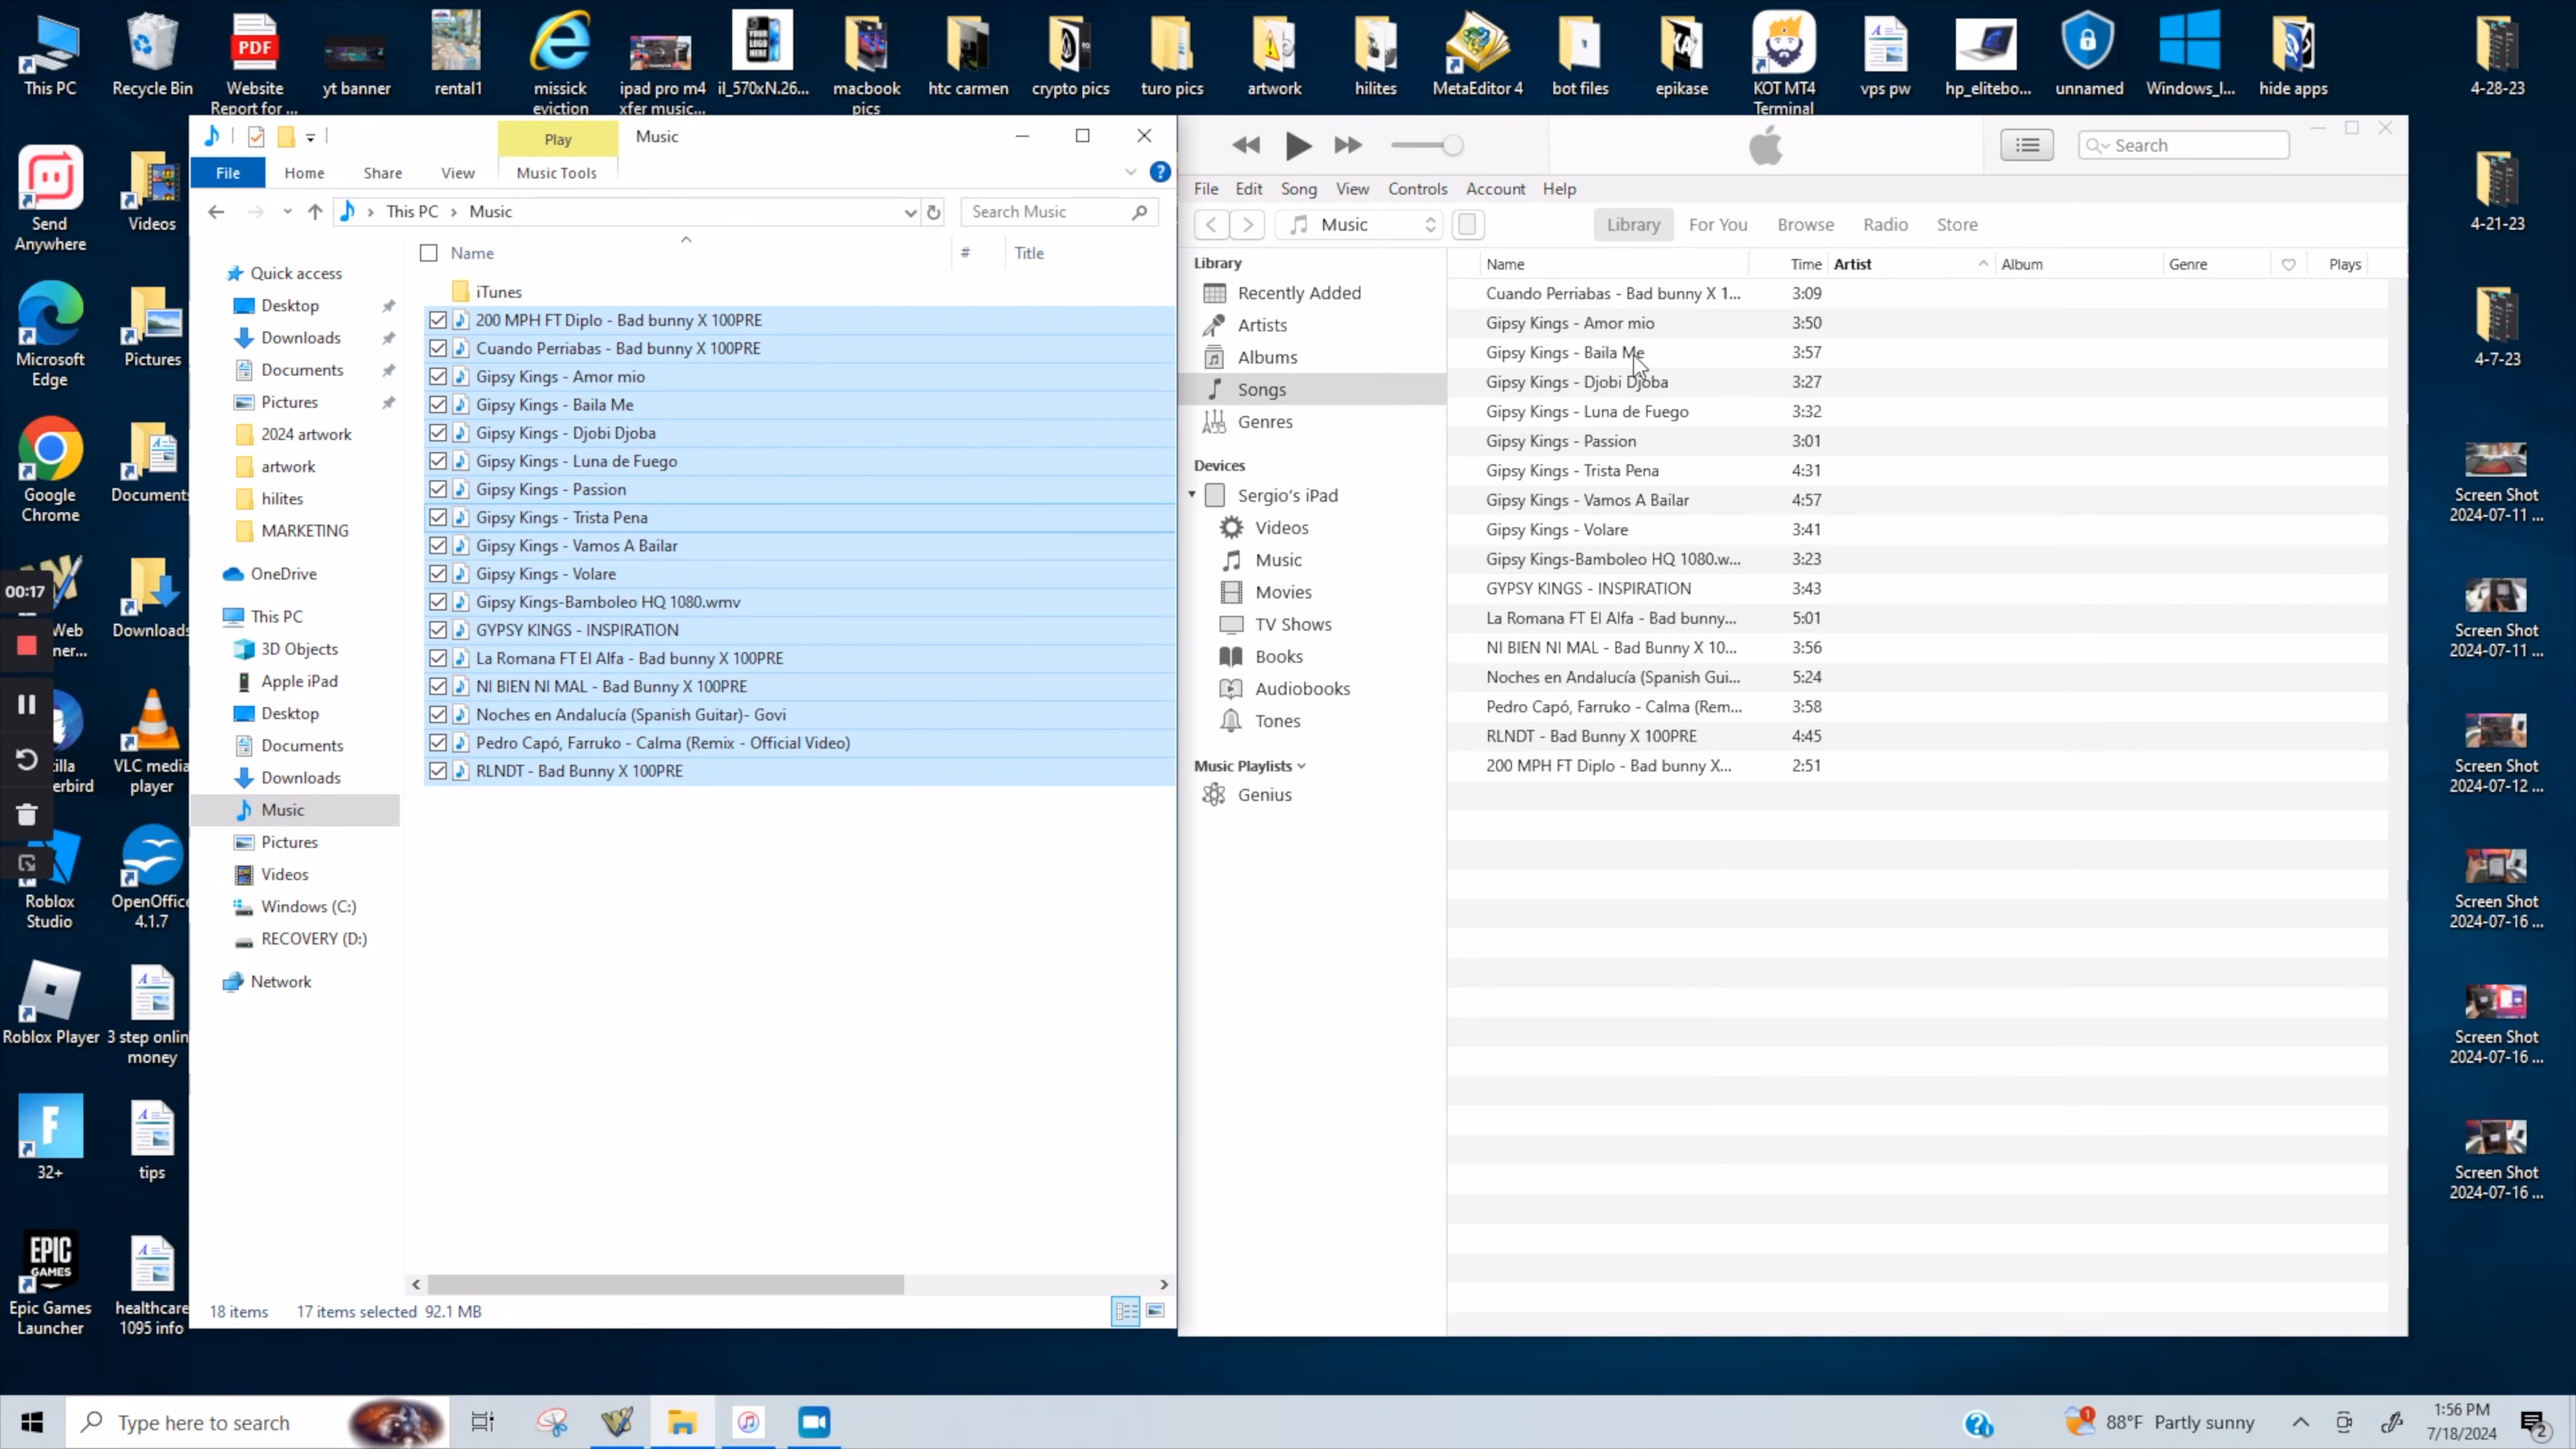 This PC
Recycle Bin
Website
Report for ...
yt banner
rental1
missick
eviction
ipad pro m4
xfer music...
il_570xN.26...
macbook
pics
htc carmen
crypto pics
turo pics
artwork
hilites
MetaEditor 4
bot files
epikase
KOT MT4
Terminal
vps pw
hp_elitebo...
unnamed
Windows_l...
hide apps
4-28-23
Send
Anywhere
Videos
Microsoft
Edge
Pictures
Google
Chrome
Documents
Web
ner...
Downloads
illa
erbird
VLC media
player
Roblox
Studio
OpenOffice
4.1.7
Roblox Player
3 step onlin
money
32+
tips
EPIC
GAMES
Epic Games
Launcher
healthcare
1095 info
00:17
PDF
YOUR
LOGO
HERE
Play
Music
File
Home
Share
View
Music Tools
This PC
Music
Search Music
Name
#
Title
Quick access
Desktop
Downloads
Documents
Pictures
2024 artwork
artwork
hilites
MARKETING
OneDrive
This PC
3D Objects
Apple iPad
Desktop
Documents
Downloads
Music
Pictures
Videos
Windows (C:)
RECOVERY (D:)
Network
iTunes
200 MPH FT Diplo - Bad bunny X 100PRE
Cuando Perriabas - Bad bunny X 100PRE
Gipsy Kings - Amor mio
Gipsy Kings - Baila Me
Gipsy Kings - Djobi Djoba
Gipsy Kings - Luna de Fuego
Gipsy Kings - Passion
Gipsy Kings - Trista Pena
Gipsy Kings - Vamos A Bailar
Gipsy Kings - Volare
Gipsy Kings-Bamboleo HQ 1080.wmv
GYPSY KINGS - INSPIRATION
La Romana FT El Alfa - Bad bunny X 100PRE
NI BIEN NI MAL - Bad Bunny X 100PRE
Noches en Andalucía (Spanish Guitar)- Govi
Pedro Capó, Farruko - Calma (Remix - Official Video)
RLNDT - Bad Bunny X 100PRE
18 items
17 items selected 92.1 MB
Search
File Edit Song View Controls Account Help
Music
Library
For You
Browse
Radio
Store
Library
Recently Added
Artists
Albums
Songs
Genres
Devices
Sergio's iPad
Videos
Music
Movies
TV Shows
Books
Audiobooks
Tones
Music Playlists
Genius
Name Time Artist Album Genre Plays
Cuando Perriabas - Bad bunny X 1... 3:09
Gipsy Kings - Amor mio 3:50
Gipsy Kings - Baila Me 3:57
Gipsy Kings - Djobi Djoba 3:27
Gipsy Kings - Luna de Fuego 3:32
Gipsy Kings - Passion 3:01
Gipsy Kings - Trista Pena 4:31
Gipsy Kings - Vamos A Bailar 4:57
Gipsy Kings - Volare 3:41
Gipsy Kings-Bamboleo HQ 1080.w... 3:23
GYPSY KINGS - INSPIRATION 3:43
La Romana FT El Alfa - Bad bunny... 5:01
NI BIEN NI MAL - Bad Bunny X 10... 3:56
Noches en Andalucía (Spanish Gui... 5:24
Pedro Capó, Farruko - Calma (Rem... 3:58
RLNDT - Bad Bunny X 100PRE 4:45
200 MPH FT Diplo - Bad bunny X... 2:51
4-21-23
4-7-23
Screen Shot
2024-07-11 ...
Screen Shot
2024-07-11 ...
Screen Shot
2024-07-12 ...
Screen Shot
2024-07-16 ...
Screen Shot
2024-07-16 ...
Screen Shot
2024-07-16 ...
Type here to search
1
88°F Partly sunny
1:56 PM
7/18/2024
2